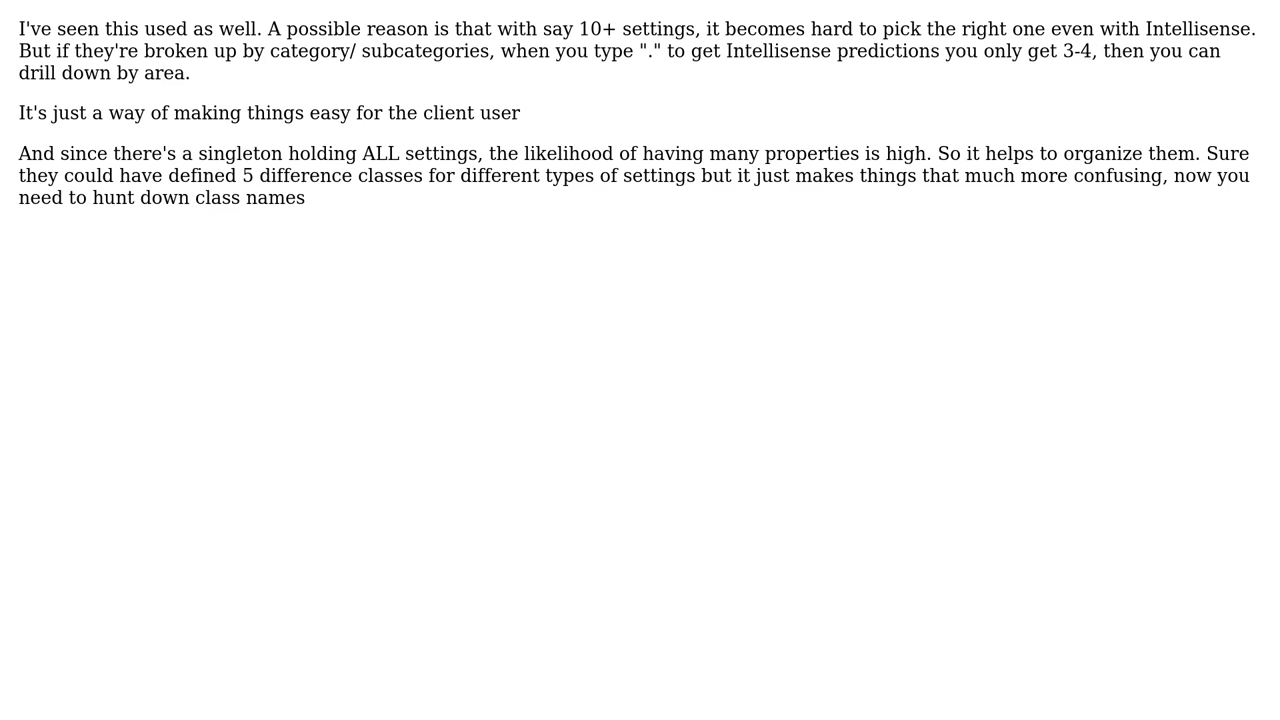 I've seen this used as well. A possible reason is that with say 10+ settings, it becomes hard to pick the right one even with Intellisense.
But if they're broken up by category/ subcategories, when you type "." to get Intellisense predictions you only get 3-4, then you can
drill down by area.
It's just a way of making things easy for the client user
And since there's a singleton holding ALL settings, the likelihood of having many properties is high. So it helps to organize them. Sure
they could have defined 5 difference classes for different types of settings but it just makes things that much more confusing, now you
need to hunt down class names